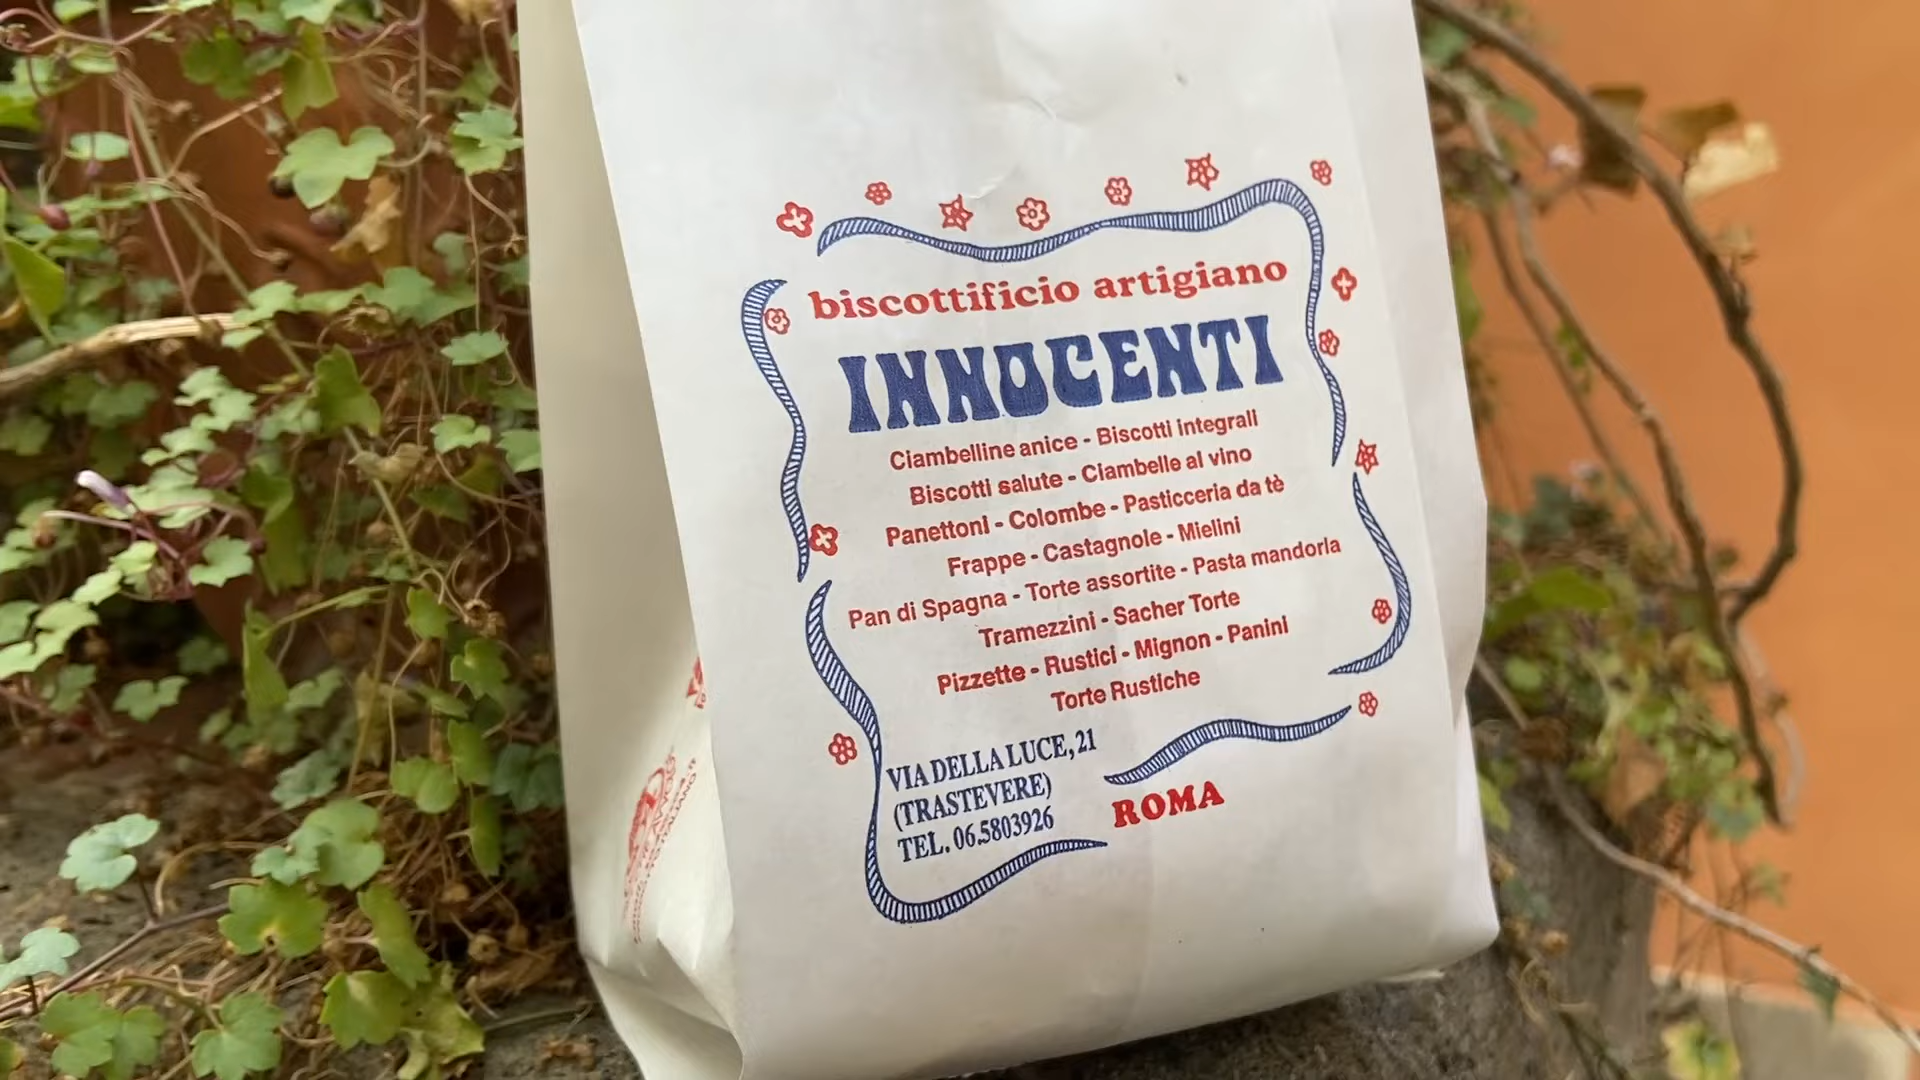 biscottificio artigiano
INNOCENTI
Ciambelline anice - Biscotti integrali
Biscotti salute - Ciambelle al vino
Panettoni - Colombe - Pasticceria da tè
Frappe - Castagnole - Mielini
Pan di Spagna - Torte assortite - Pasta mandorla
Tramezzini - Sacher Torte
Pizzette - Rustici - Mignon - Panini
Torte Rustiche
VIA DELLA LUCE, 21
(TRASTEVERE)
TEL. 06.5803926
ROMA